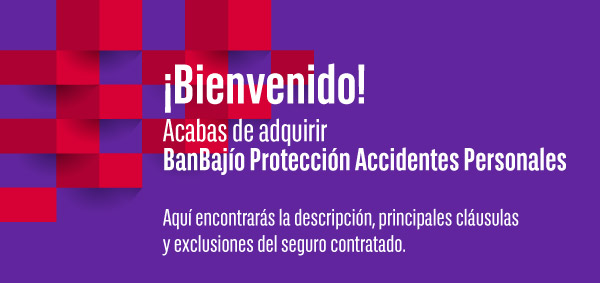 ¡Bienvenido!
Acabas de adquirir
BanBajío Protección Accidentes Personales
Aquí encontrarás la descripción, principales cláusulas
y exclusiones del seguro contratado.